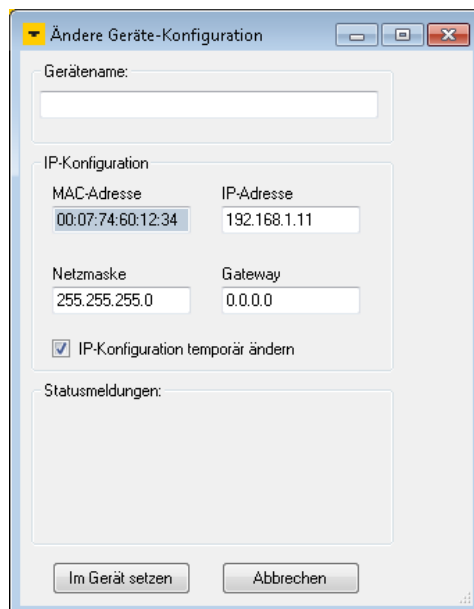 Ändere Geräte-Konfiguration
Gerätename:
IP-Konfiguration
MAC-Adresse IP-Adresse
00:07:74:60:12:34 192.168.1.11
Netzmaske Gateway
255.255.255.0 0.0.0.0
IP-Konfiguration temporär ändern
Statusmeldungen:
Im Gerät setzen Abbrechen